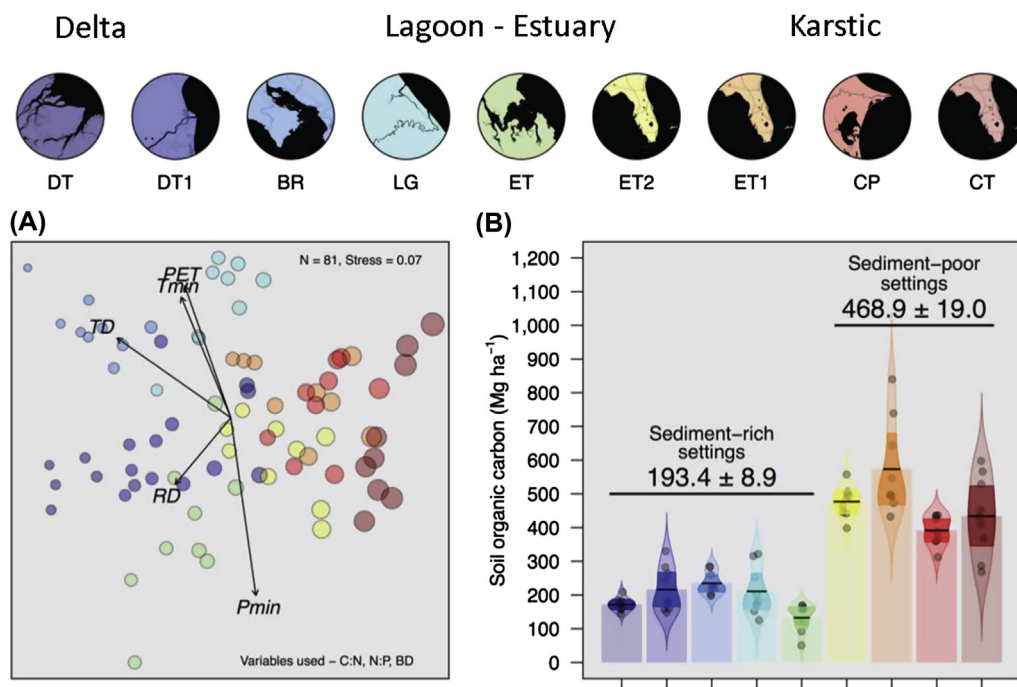 Delta Lagoon - Estuary Karstic
DT DT1 BR LG ET ET2 ET1 CP CT
(A)
N = 81, Stress = 0.07
PET
Tmin
TD
RD
Pmin
Variables used – C:N, N:P, BD
(B)
Soil organic carbon (Mg ha⁻¹)
1,200
1,100
1,000
900
800
700
600
500
400
300
200
100
0
Sediment–rich
settings
193.4 ± 8.9
Sediment–poor
settings
468.9 ± 19.0